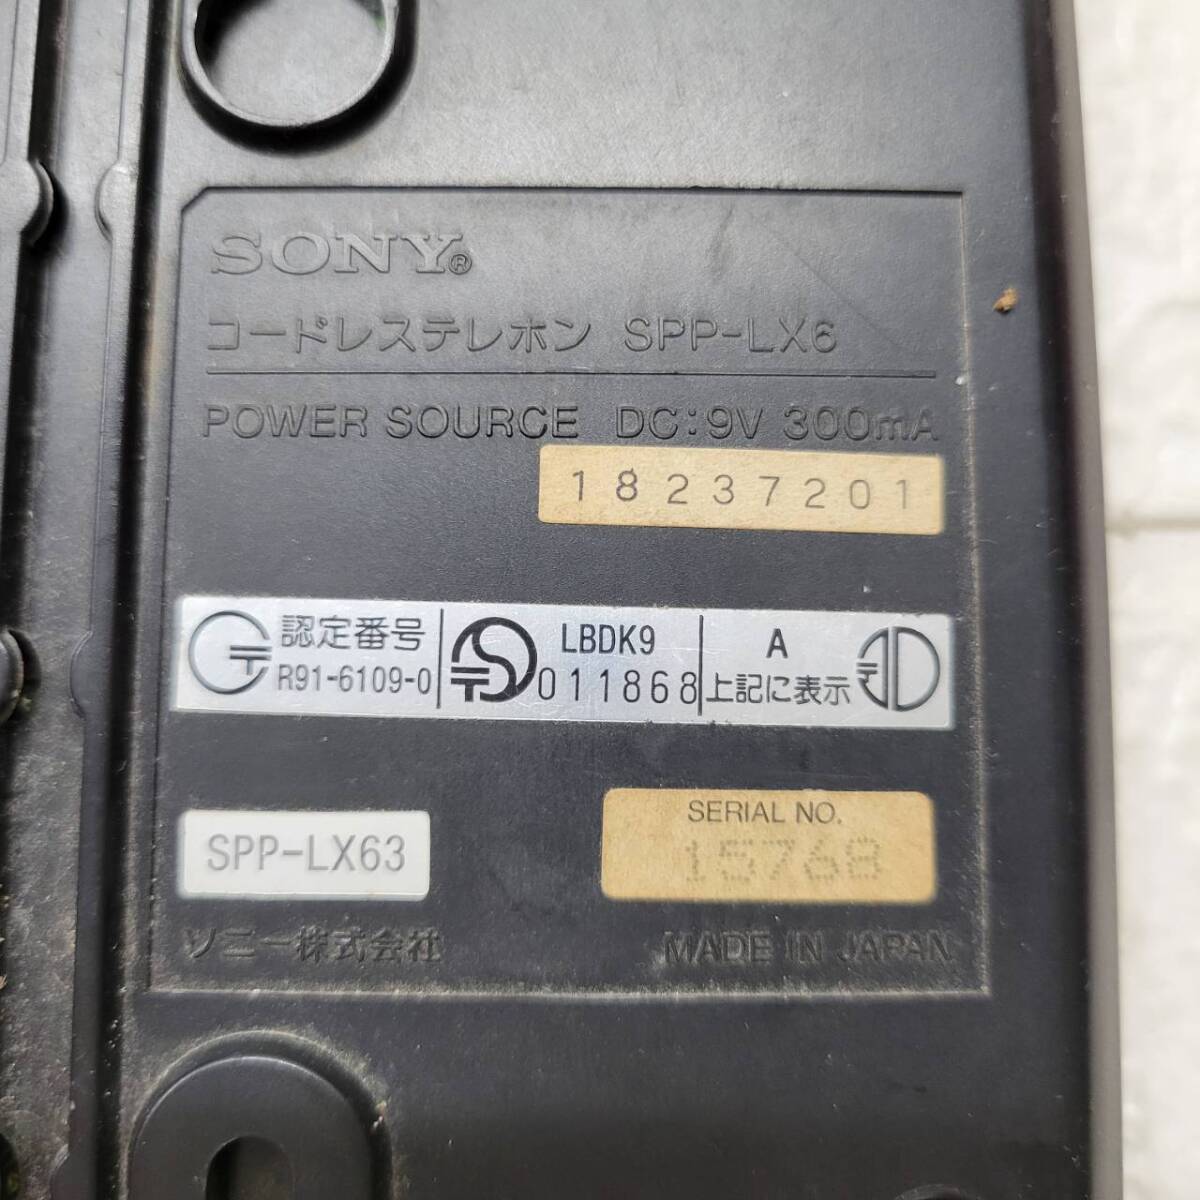 SONY®
コードレステレホン SPP-LX6
POWER SOURCE DC:9V 300mA
18237201
認定番号
R91-6109-0
LBDK9
011868
A
上記に表示
SPP-LX63
SERIAL NO.
15768
ソニー株式会社
MADE IN JAPAN